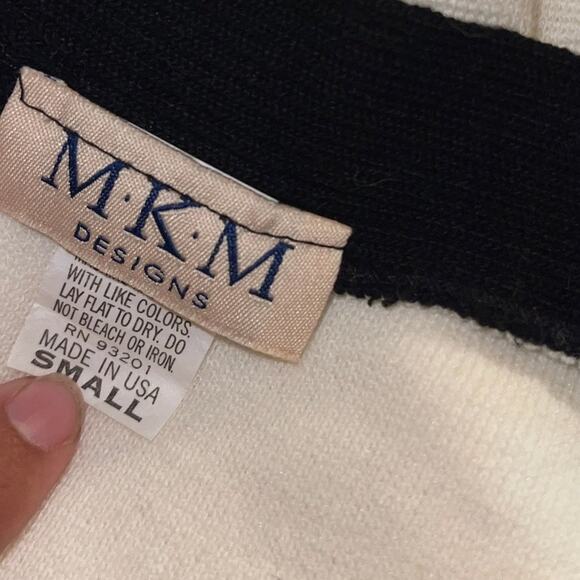 M·K·M
DESIGNS
WITH LIKE COLORS.
LAY FLAT TO DRY. DO
NOT BLEACH OR IRON.
RN 93201
MADE IN USA
SMALL